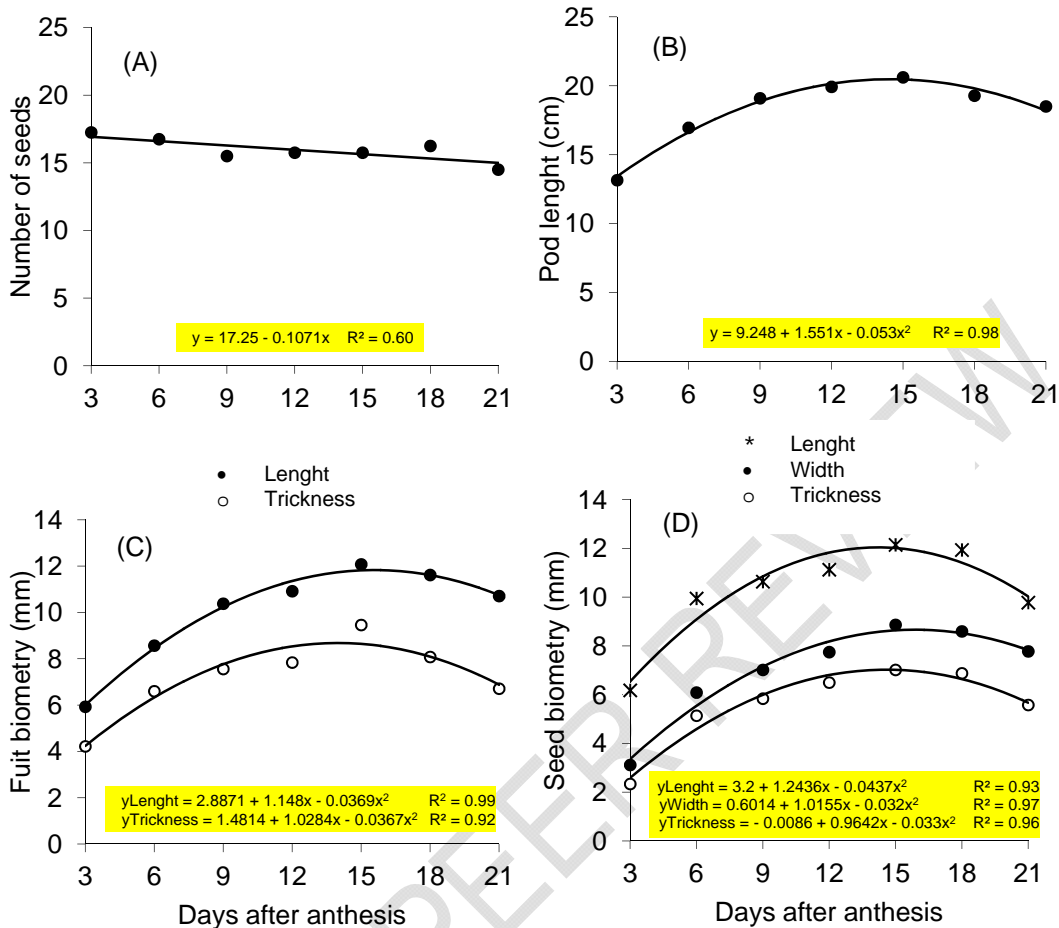 (A)
Number of seeds
25
20
15
10
5
0
y = 17.25 - 0.1071x R² = 0.60
3 6 9 12 15 18 21
(B)
Pod lenght (cm)
25
20
15
10
5
0
y = 9.248 + 1.551x - 0.053x² R² = 0.98
3 6 9 12 15 18 21
Lenght
Trickness
(C)
Fuit biometry (mm)
14
12
10
8
6
4
2
0
yLenght = 2.8871 + 1.148x - 0.0369x² R² = 0.99
yTrickness = 1.4814 + 1.0284x - 0.0367x² R² = 0.92
3 6 9 12 15 18 21
Days after anthesis
Lenght
Width
Trickness
(D)
Seed biometry (mm)
14
12
10
8
6
4
2
0
yLenght = 3.2 + 1.2436x - 0.0437x² R² = 0.93
yWidth = 0.6014 + 1.0155x - 0.032x² R² = 0.97
yTrickness = - 0.0086 + 0.9642x - 0.033x² R² = 0.96
3 6 9 12 15 18 21
Days after anthesis
PEER REVIEW